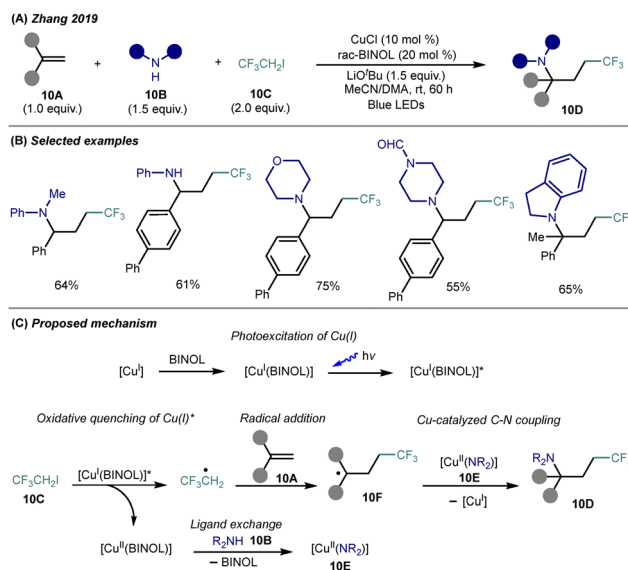 (A) Zhang 2019
+ N H + CF₃CH₂I
10A 10B 10C
(1.0 equiv.) (1.5 equiv.) (2.0 equiv.)
CuCl (10 mol %)
rac-BINOL (20 mol %)
LiOᵗBu (1.5 equiv.)
MeCN/DMA, rt, 60 h
Blue LEDs
N CF₃
10D
(B) Selected examples
Ph N Me CF₃ Ph
64%
Ph NH CF₃ Ph
61%
O N CF₃ Ph
75%
OHC N N CF₃ Ph
55%
N Me Ph CF
65%
(C) Proposed mechanism
Photoexcitation of Cu(I)
[Cuᴵ] BINOL [Cuᴵ(BINOL)] hν [Cuᴵ(BINOL)]*
Oxidative quenching of Cu(I)* Radical addition Cu-catalyzed C-N coupling
CF₃CH₂I
10C
[Cuᴵ(BINOL)]*
CF₃CH₂
10A
CF₃
10F
[Cuᴵᴵ(NR₂)]
10E
– [Cuᴵ]
R₂N CF
10D
Ligand exchange
[Cuᴵᴵ(BINOL)] R₂NH 10B [Cuᴵᴵ(NR₂)]
– BINOL 10E